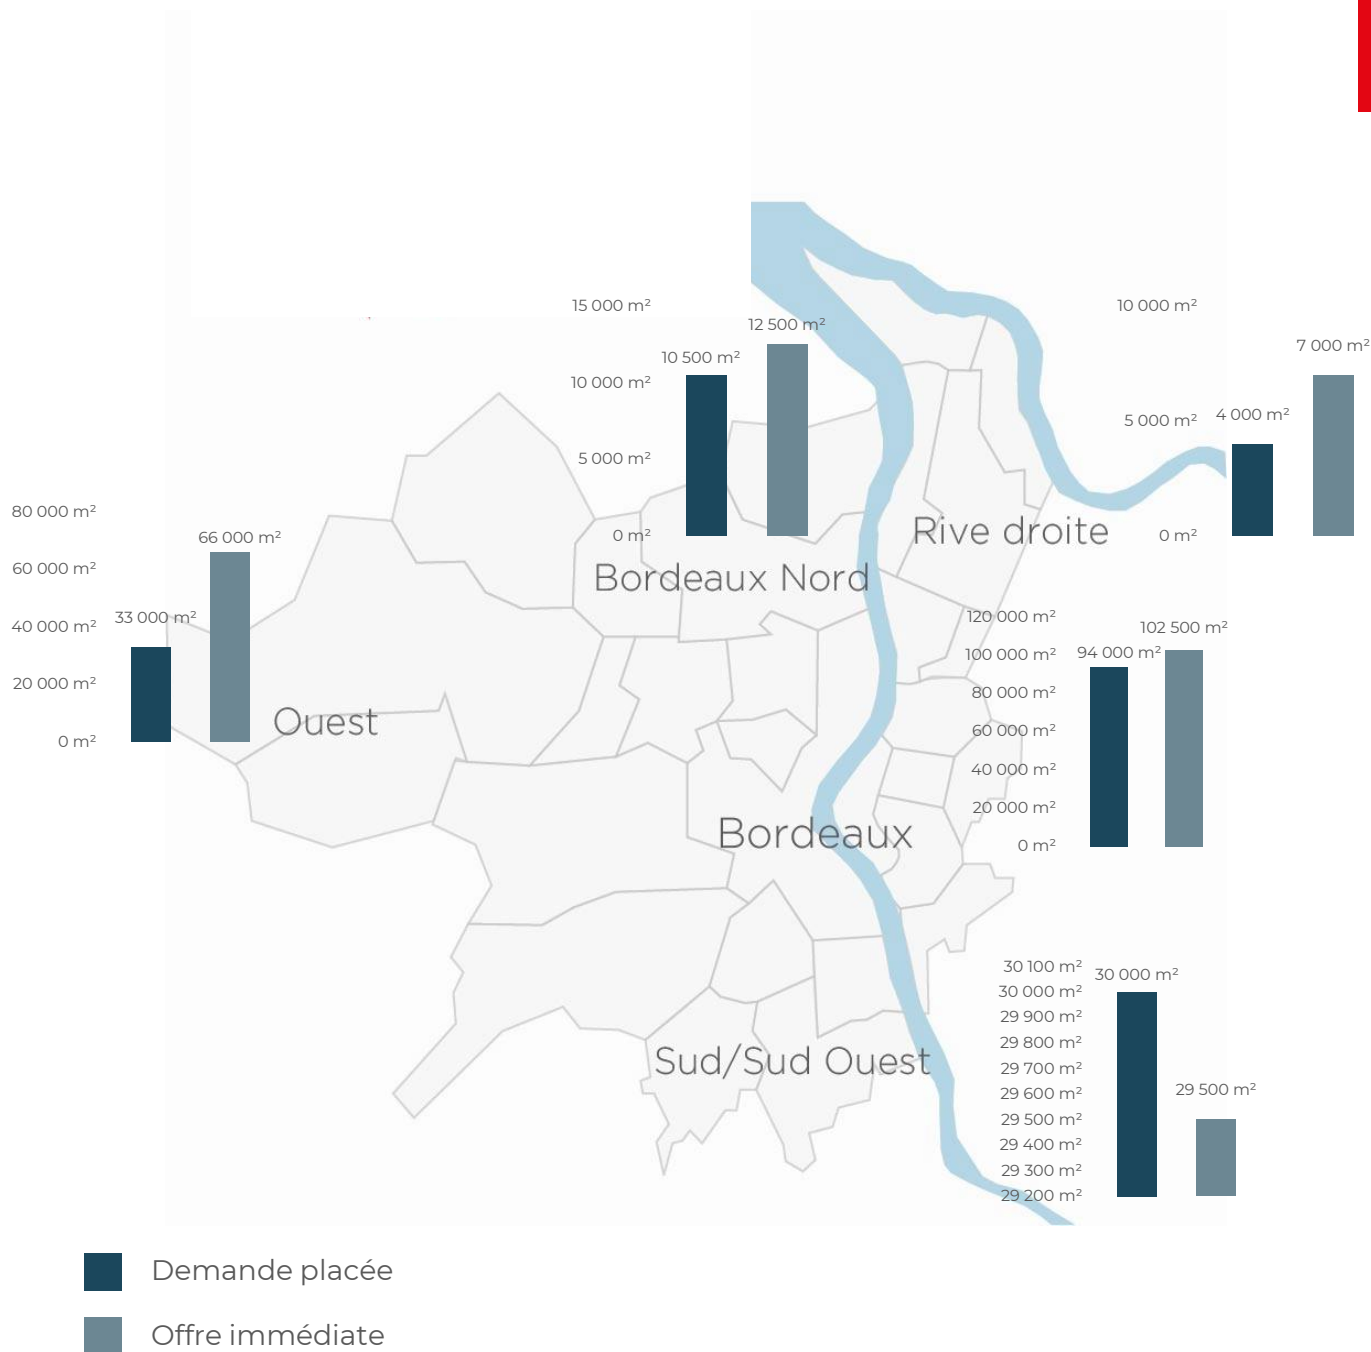 15 000 m²
12 500 m²
10 500 m²
10 000 m²
5 000 m²
0 m²
Bordeaux Nord
10 000 m²
7 000 m²
5 000 m²
4 000 m²
0 m²
Rive droite
80 000 m²
66 000 m²
60 000 m²
40 000 m²
33 000 m²
20 000 m²
0 m²
Ouest
120 000 m²
102 500 m²
100 000 m²
94 000 m²
80 000 m²
60 000 m²
40 000 m²
20 000 m²
0 m²
Bordeaux
30 100 m²
30 000 m²
30 000 m²
29 900 m²
29 800 m²
29 700 m²
29 600 m²
29 500 m²
29 500 m²
29 400 m²
29 300 m²
29 200 m²
Sud/Sud Ouest
Demande placée
Offre immédiate